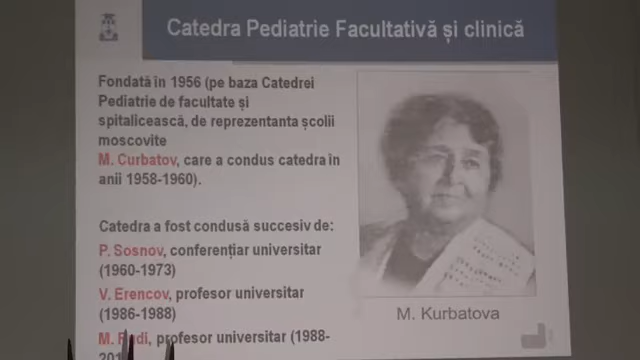 Catedra Pediatrie Facultativă și clinică
Fondată în 1956 (pe baza Catedrei
Pediatrie de facultate și
spitalicească, de reprezentanta școlii
moscovite
M. Curbatov, care a condus catedra în
anii 1958-1960).
Catedra a fost condusă succesiv de:
P. Sosnov, conferențiar universitar
(1960-1973)
V. Erencov, profesor universitar
(1986-1988)
M. profesor universitar (1988-
M. Kurbatova